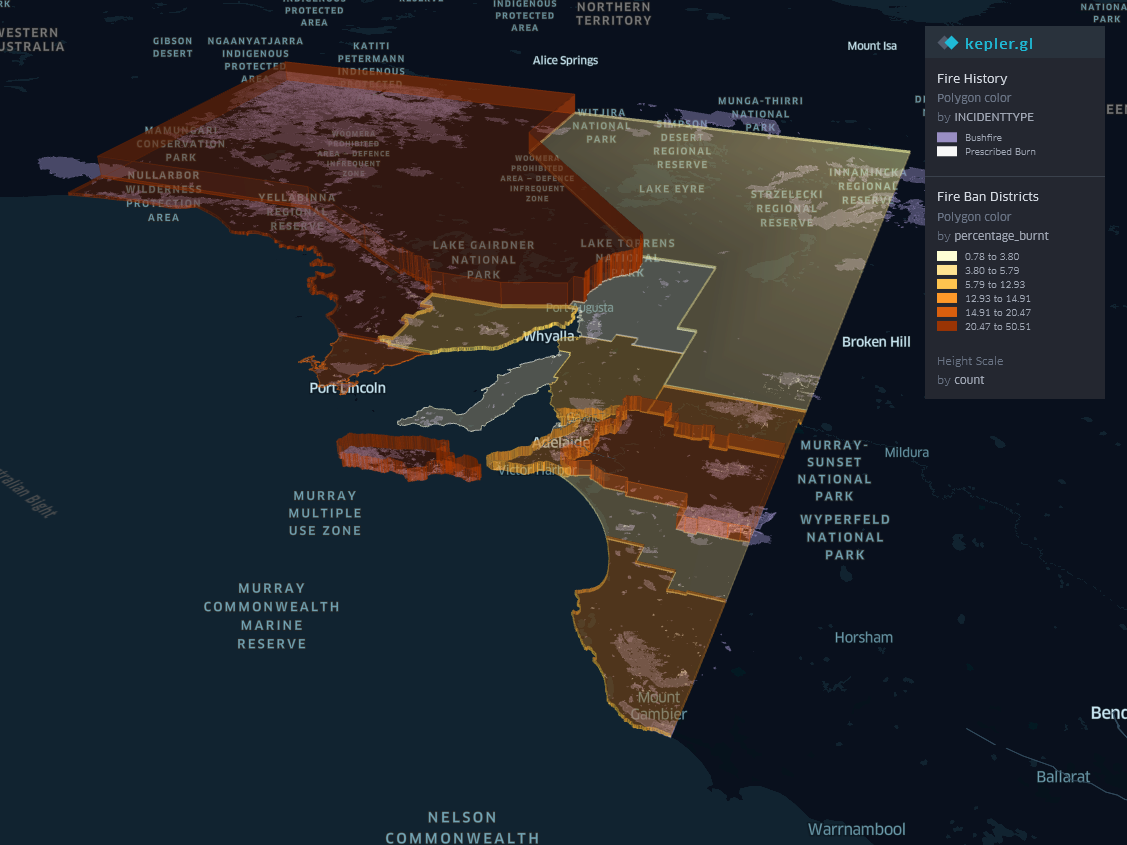 PROTECTED
AREA
RESERVE
INDIGENOUS
PROTECTED
AREA
NORTHERN
TERRITORY
NATIONA
PARK
WESTERN
AUSTRALIA
GIBSON
DESERT
NGAANYATJARRA
INDIGENOUS
PROTECTED
AREA
KATITI
PETERMANN
INDIGENOUS
PROTECTED
Alice Springs
Mount Isa
MUNGA-THIRRI
NATIONAL
PARK
WITJIRA
NATIONAL
PARK
SIMPSON
DESERT
REGIONAL
RESERVE
MAMUNGARI
CONSERVATION
PARK
WOOMERA
PROHIBITED
AREA – DEFENCE
INFREQUENT
ZONE
WOOMERA
PROHIBITED
AREA – DEFENCE
INFREQUENT
ZONE
NULLARBOR
WILDERNESS
PROTECTION
AREA
YELLABINNA
REGIONAL
RESERVE
LAKE EYRE
STRZELECKI
REGIONAL
RESERVE
INNAMINCKA
REGIONAL
RESERVE
LAKE GAIRDNER
NATIONAL
PARK
LAKE TORRENS
NATIONAL
PARK
Port Augusta
Whyalla
Broken Hill
Port Lincoln
Adelaide
Victor Harbor
MURRAY-
SUNSET
NATIONAL
PARK
Mildura
MURRAY
MULTIPLE
USE ZONE
WYPERFELD
NATIONAL
PARK
MURRAY
COMMONWEALTH
MARINE
RESERVE
Horsham
Mount
Gambier
Bend
Ballarat
NELSON
COMMONWEALTH
Warrnambool
kepler.gl
Fire History
Polygon color
by INCIDENTTYPE
Bushfire
Prescribed Burn
Fire Ban Districts
Polygon color
by percentage_burnt
0.78 to 3.80
3.80 to 5.79
5.79 to 12.93
12.93 to 14.91
14.91 to 20.47
20.47 to 50.51
Height Scale
by count